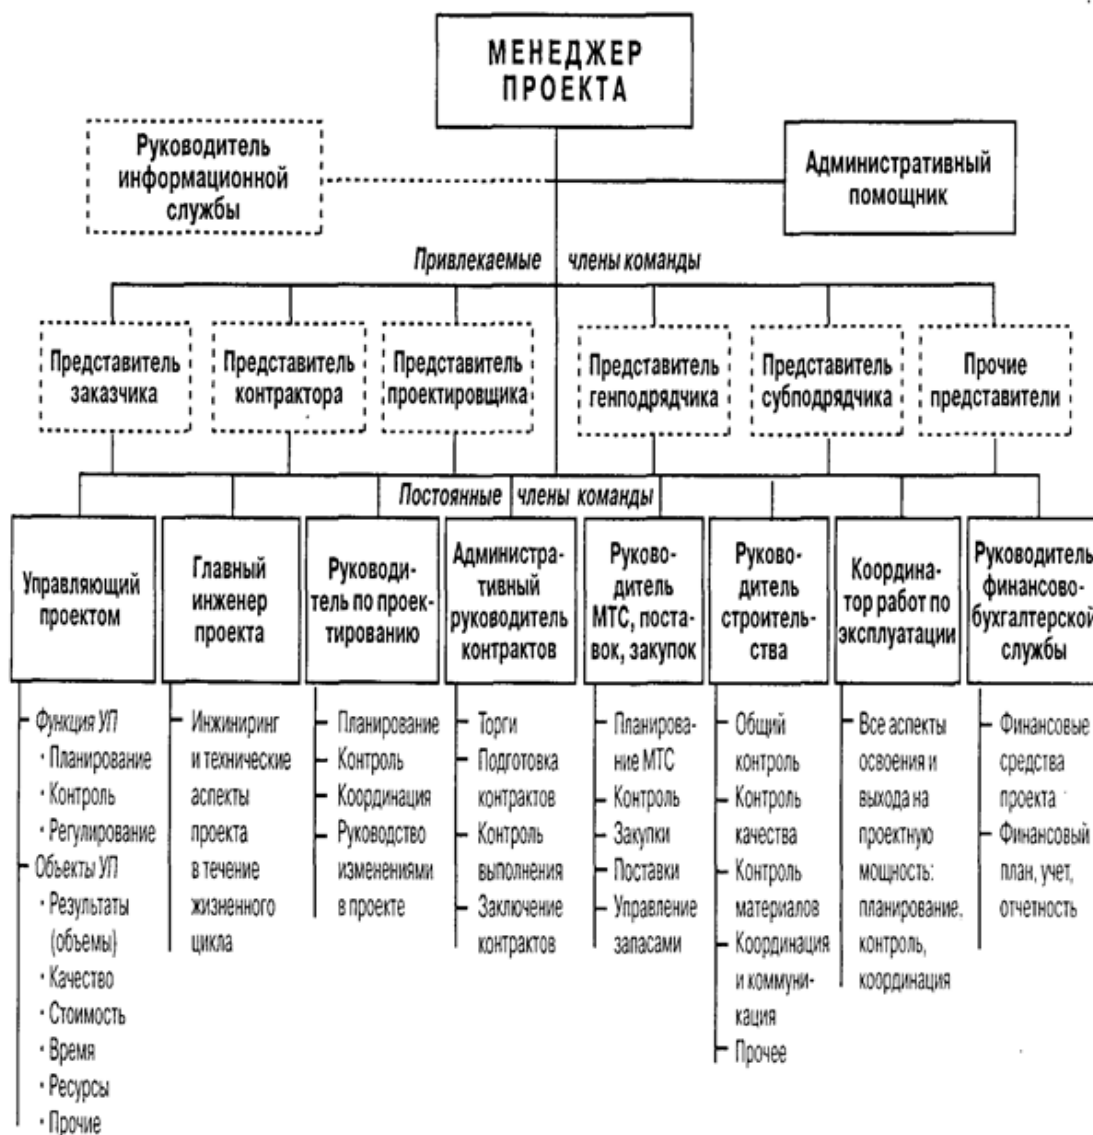 МЕНЕДЖЕР
ПРОЕКТА
Руководитель
информационной
службы
Административный
помощник
Привлекаемые члены команды
Представитель
заказчика
Представитель
контрактора
Представитель
проектировщика
Представитель
генподрядчика
Представитель
субподрядчика
Прочие
представители
Постоянные члены команды
Управляющий
проектом
Главный
инженер
проекта
Руководи-
тель по проек-
тированию
Администра-
тивный
руководитель
контрактов
Руково-
дитель
МТС, поста-
вок, закупок
Руково-
дитель
строитель-
ства
Координа-
тор работ по
эксплуатации
Руководитель
финансово-
бухгалтерской
службы
Функция УП
· Планирование
· Контроль
· Регулирование
Объекты УП
· Результаты
(объемы)
· Качество
· Стоимость
· Время
· Ресурсы
· Прочие
Инжиниринг
и технические
аспекты
проекта
в течение
жизненного
цикла
Планирование
Контроль
Координация
Руководство
изменениями
в проекте
Торги
Подготовка
контрактов
Контроль
выполнения
Заключение
контрактов
Планирова-
ние МТС
Контроль
Закупки
Поставки
Управление
запасами
Общий
контроль
Контроль
качества
Контроль
материалов
Координация
и коммуни-
кация
Прочее
Все аспекты
освоения и
выхода на
проектную
мощность:
планирование,
контроль,
координация
Финансовые
средства
проекта
Финансовый
план, учет,
отчетность